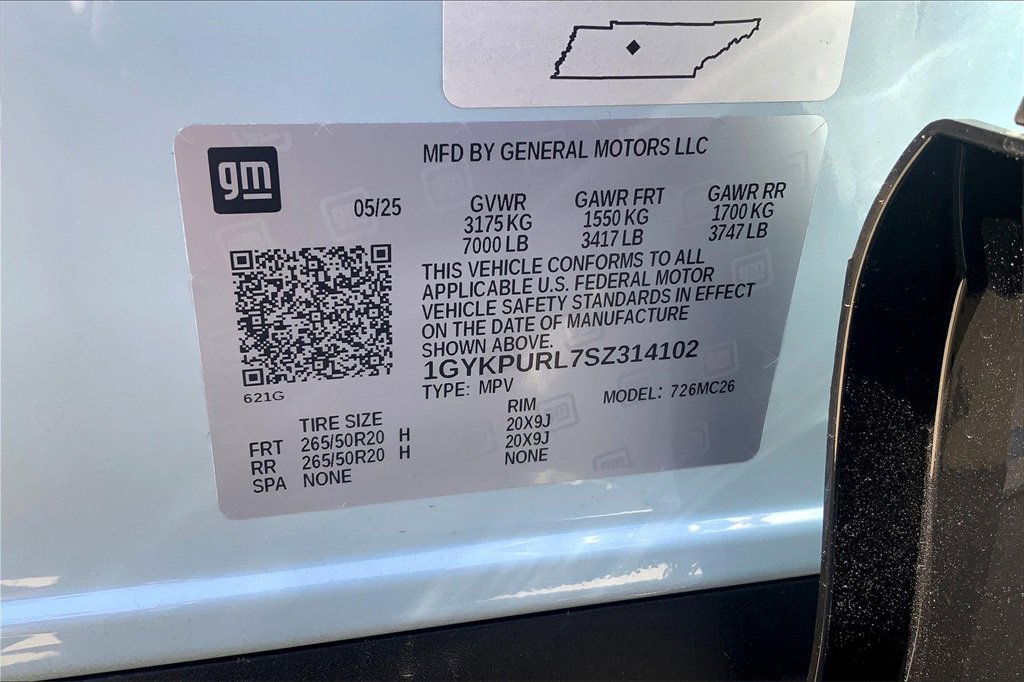 gm
MFD BY GENERAL MOTORS LLC
05/25
GVWR GAWR FRT GAWR RR
3175 KG 1550 KG 1700 KG
7000 LB 3417 LB 3747 LB
THIS VEHICLE CONFORMS TO ALL
APPLICABLE U.S. FEDERAL MOTOR
VEHICLE SAFETY STANDARDS IN EFFECT
ON THE DATE OF MANUFACTURE
SHOWN ABOVE.
1GYKPURL7SZ314102
TYPE: MPV MODEL: 726MC26
621G
TIRE SIZE RIM
FRT 265/50R20 H 20X9J
RR 265/50R20 H 20X9J
SPA NONE NONE